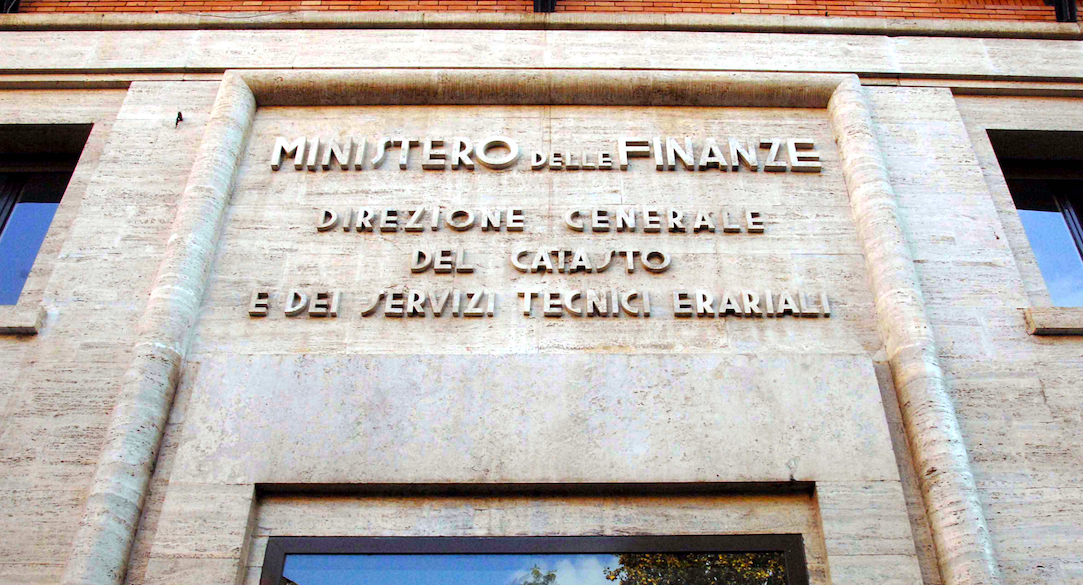 MINISTERO DELLE FINANZE
DIREZIONE GENERALE
DEL CATASTO
E DEI SERVIZI TECNICI ERARIALI